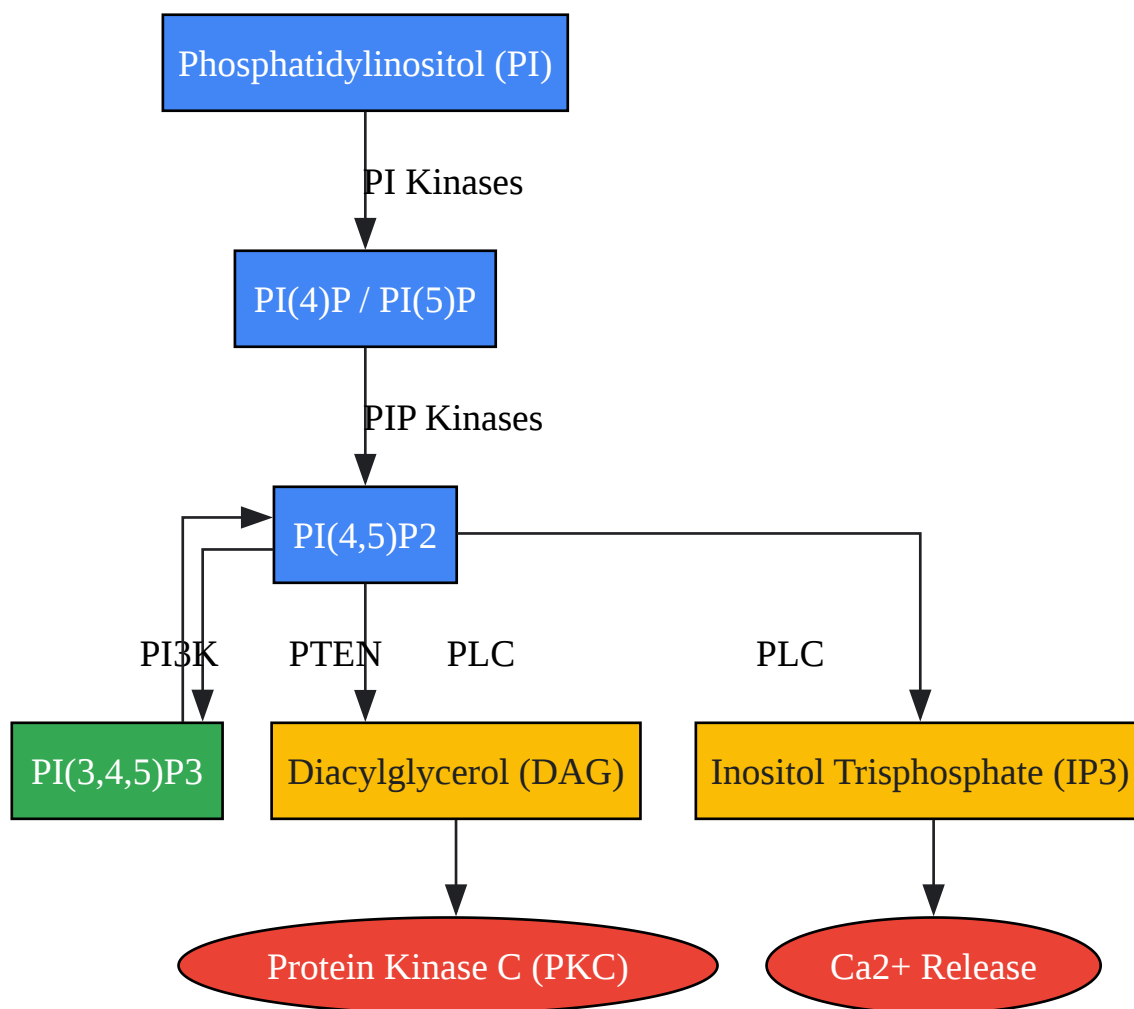 Phosphatidylinositol (PI)
PI Kinases
PI(4)P / PI(5)P
PIP Kinases
PI(4,5)P2
PI3K
PTEN
PLC
PLC
PI(3,4,5)P3
Diacylglycerol (DAG)
Inositol Trisphosphate (IP3)
Protein Kinase C (PKC)
Ca2+ Release